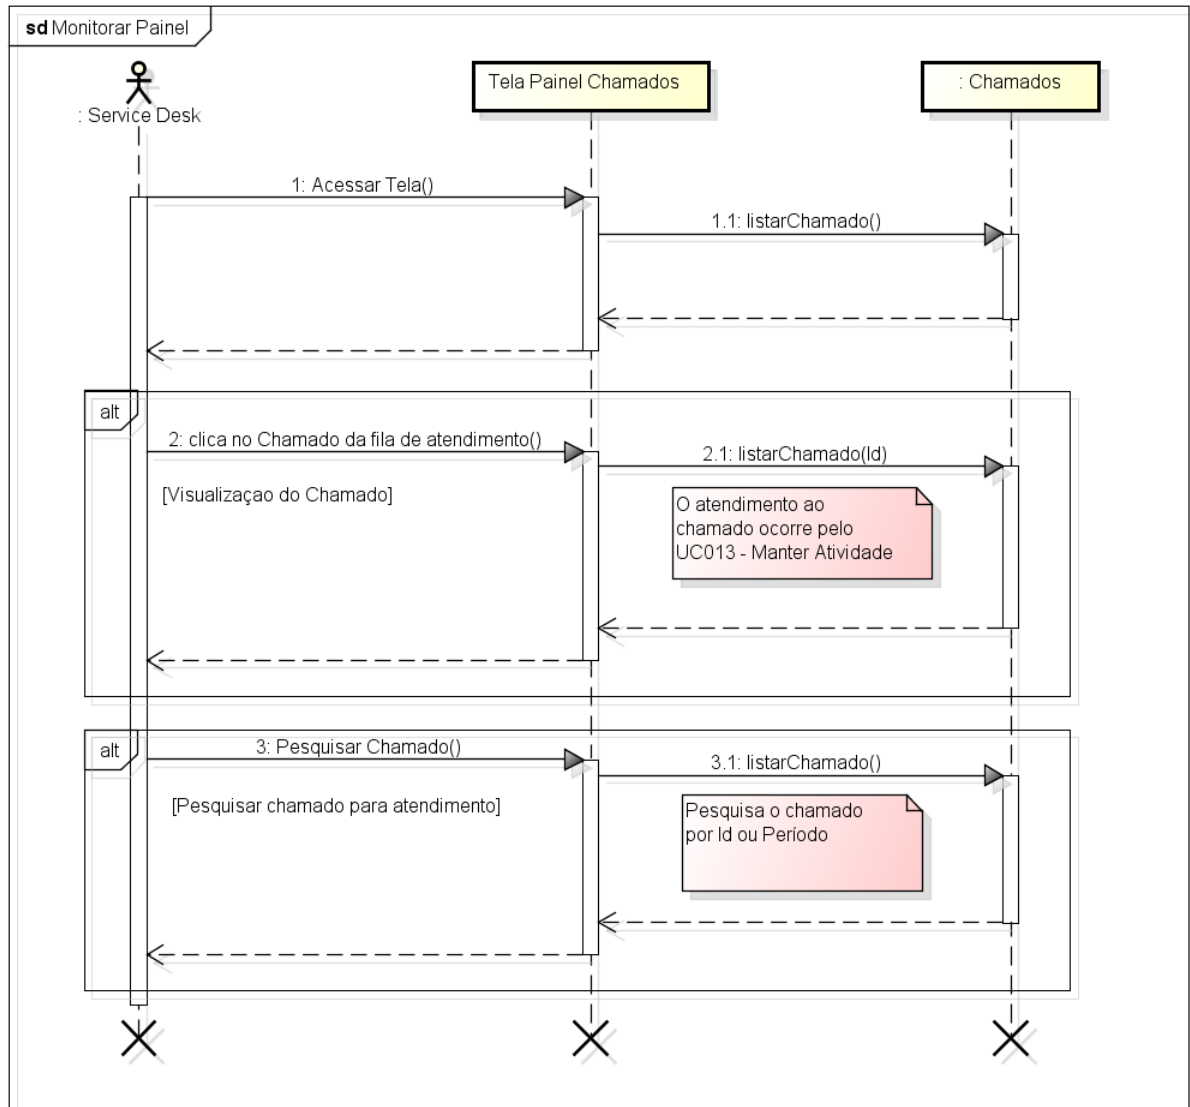 sd Monitorar Painel
: Service Desk
Tela Painel Chamados
: Chamados
1: Acessar Tela()
1.1: listarChamado()
alt
2: clica no Chamado da fila de atendimento()
2.1: listarChamado(Id)
[Visualizaçao do Chamado]
O atendimento ao
chamado ocorre pelo
UC013 - Manter Atividade
alt
3: Pesquisar Chamado()
3.1: listarChamado()
[Pesquisar chamado para atendimento]
Pesquisa o chamado
por Id ou Período